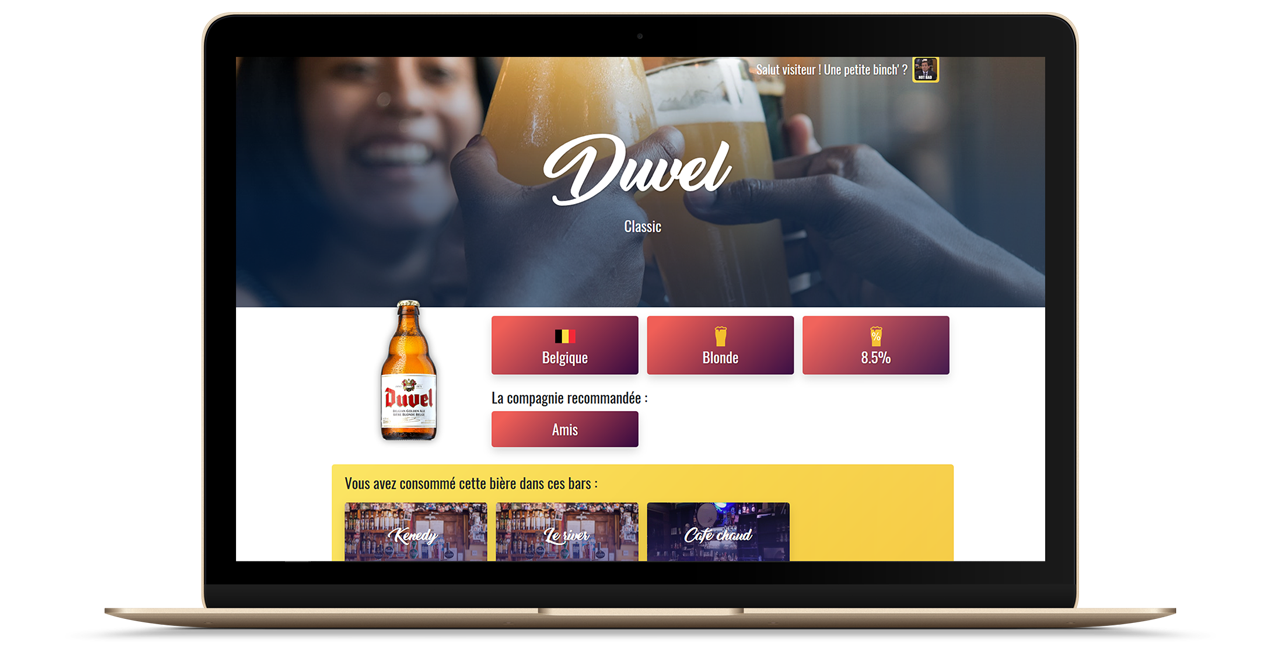 Salut visiteur ! Une petite binch' ?
Duvel
Classic
Belgique
Blonde
8.5%
La compagnie recommandée :
Amis
Duvel
Vous avez consommé cette bière dans ces bars :
Kenedy
Le river
Café chaud